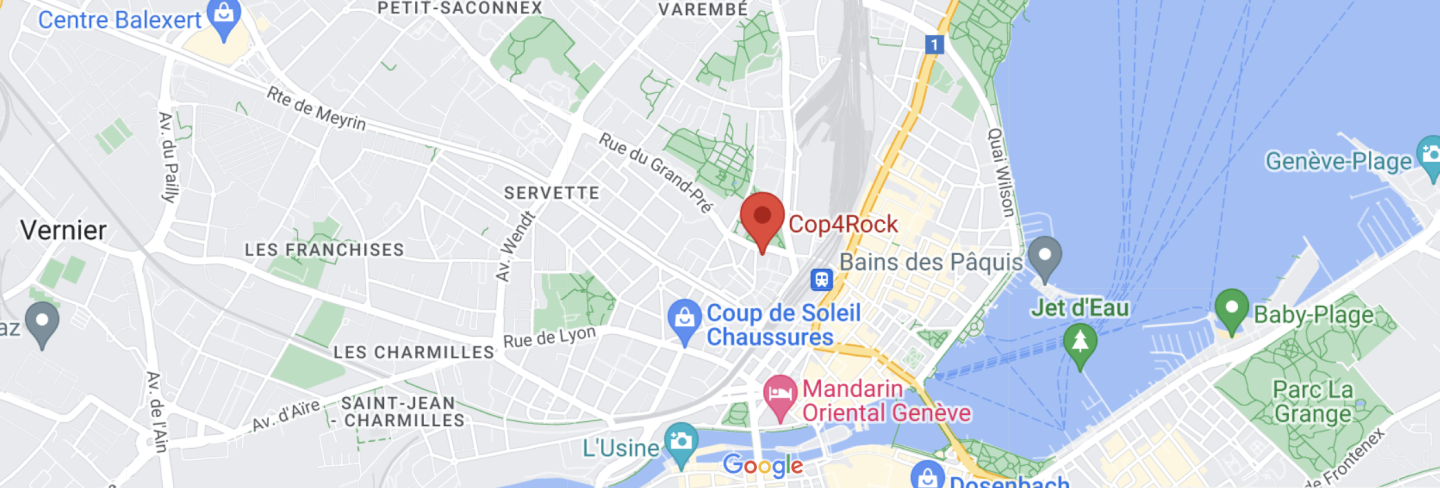 PETIT-SACONNEX
VAREMBÉ
Centre Balexert
1
Rte de Meyrin
Av. du Pailly
Rue du Grand-Pré
Quai Wilson
Genève-Plage
SERVETTE
Vernier
Cop4Rock
LES FRANCHISES
Av. Wendt
Bains des Pâquis
az
Coup de Soleil
Chaussures
Jet d'Eau
Baby-Plage
Rue de Lyon
LES CHARMILLES
Av. de l'Ain
Av. d'Aïre
SAINT-JEAN
- CHARMILLES
Mandarin
Oriental Genève
Parc La
Grange
L'Usine
Google
Dosenbach
de Frontenex